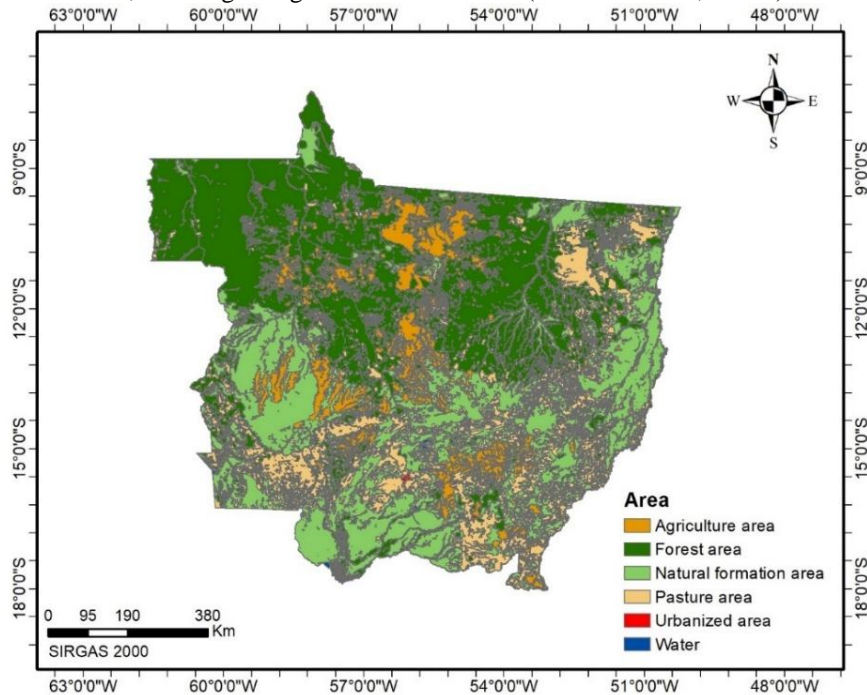 63°0'0"W 60°0'0"W 57°0'0"W 54°0'0"W 51°0'0"W 48°0'0"W
N
W E
S
9°0'0"S 9°0'0"S
12°0'0"S 12°0'0"S
15°0'0"S 15°0'0"S
18°0'0"S 18°0'0"S
Area
Agriculture area
Forest area
Natural formation area
Pasture area
Urbanized area
Water
0 95 190 380
Km
SIRGAS 2000
63°0'0"W 60°0'0"W 57°0'0"W 54°0'0"W 51°0'0"W 48°0'0"W